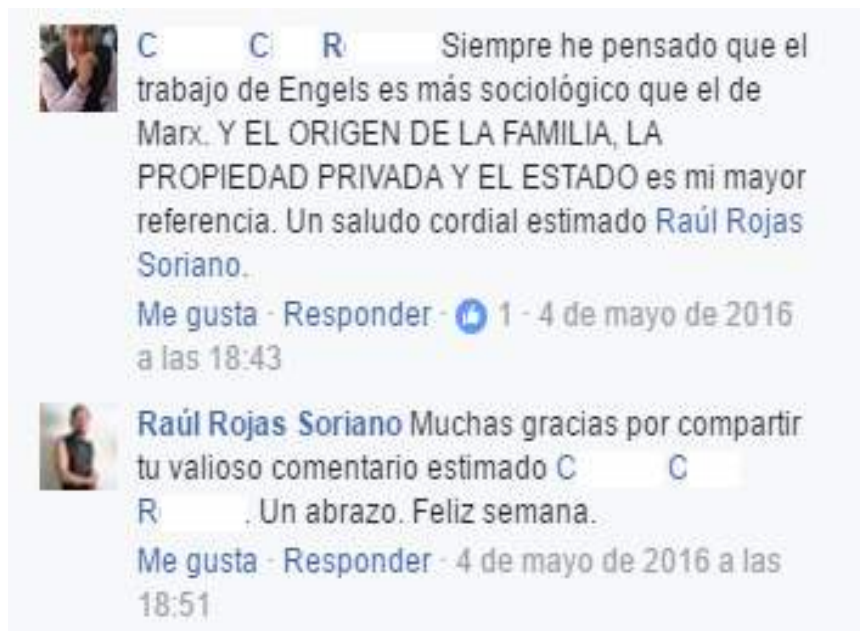 C C R Siempre he pensado que el
trabajo de Engels es más sociológico que el de
Marx. Y EL ORIGEN DE LA FAMILIA, LA
PROPIEDAD PRIVADA Y EL ESTADO es mi mayor
referencia. Un saludo cordial estimado Raúl Rojas
Soriano.
Me gusta · Responder · 1 · 4 de mayo de 2016
a las 18:43
Raúl Rojas Soriano Muchas gracias por compartir
tu valioso comentario estimado C C
R . Un abrazo. Feliz semana.
Me gusta · Responder · 4 de mayo de 2016 a las
18:51